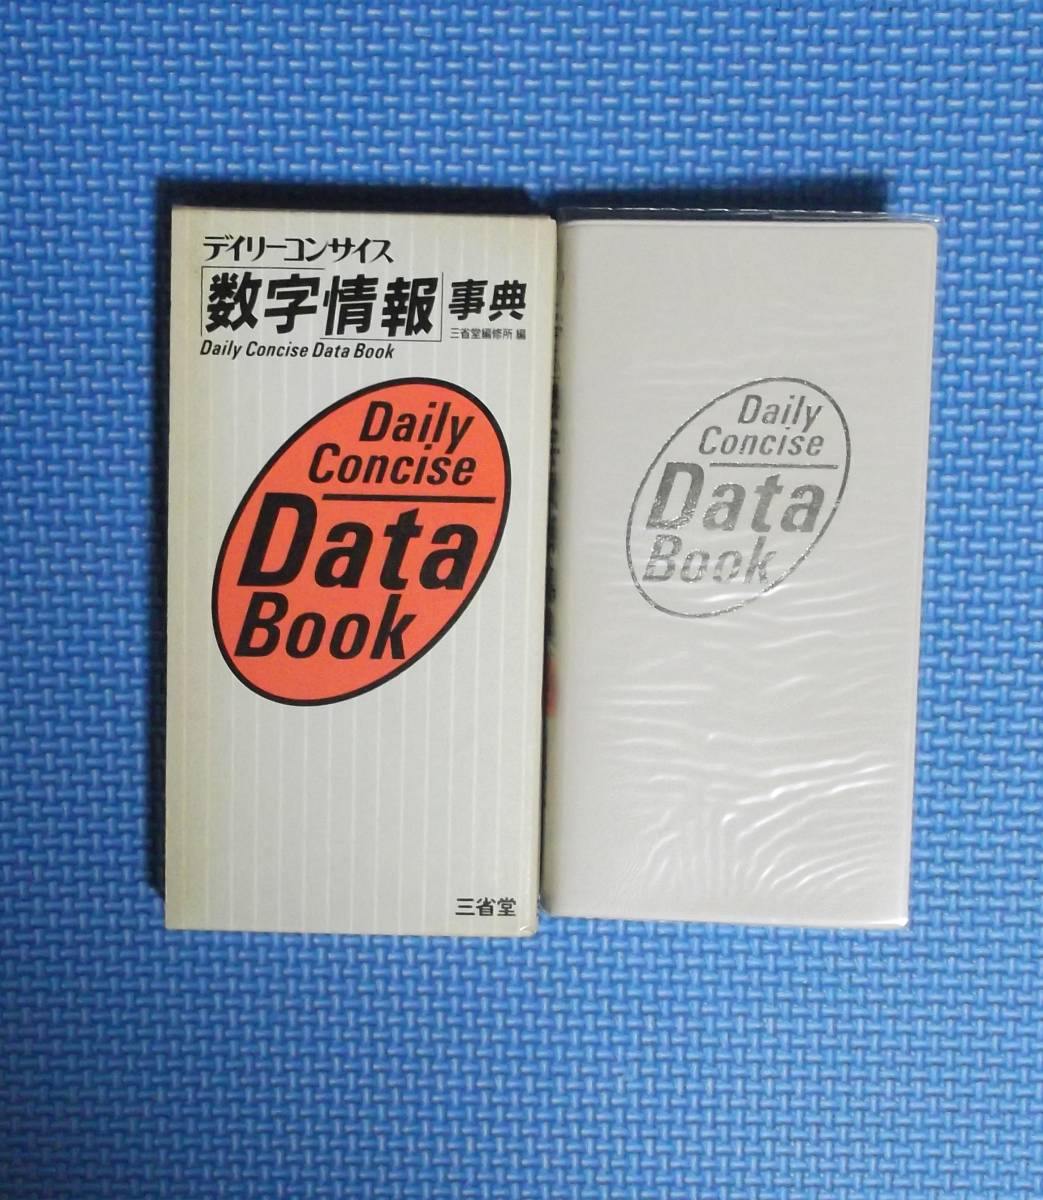 デイリーコンサイス
数字情報事典
三省堂編修所 編
Daily Concise Data Book
Daily
Concise
Data
Book
三省堂
Daily
Concise
Data
Book